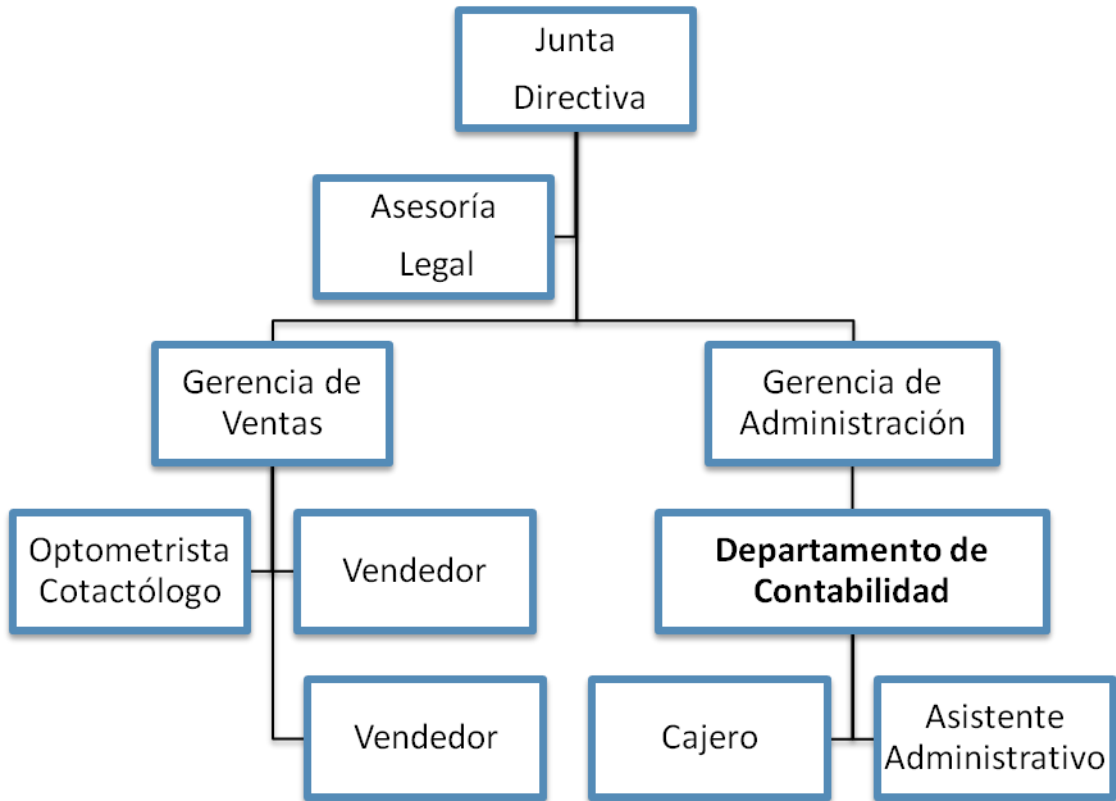 Junta
Directiva
Asesoría
Legal
Gerencia de
Ventas
Gerencia de
Administración
Optometrista
Cotactólogo
Vendedor
Departamento de
Contabilidad
Vendedor
Cajero
Asistente
Administrativo